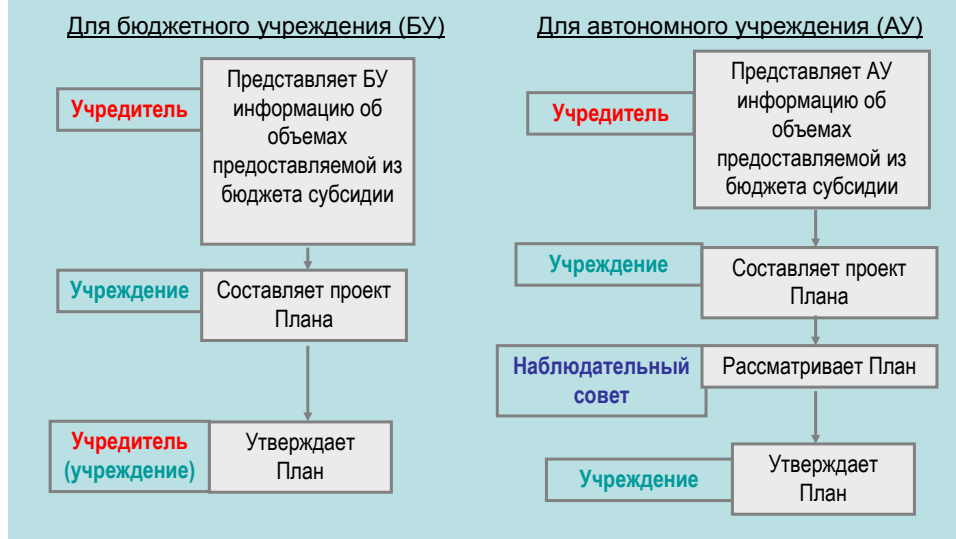 Для бюджетного учреждения (БУ)
Учредитель
Представляет БУ
информацию об
объемах
предоставляемой из
бюджета субсидии
Учреждение
Составляет проект
Плана
Учредитель
(учреждение)
Утверждает
План
Для автономного учреждения (АУ)
Учредитель
Представляет АУ
информацию об
объемах
предоставляемой из
бюджета субсидии
Учреждение
Составляет проект
Плана
Наблюдательный
совет
Рассматривает План
Учреждение
Утверждает
План